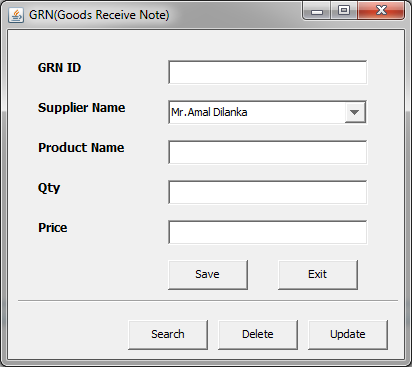 GRN(Goods Receive Note)
GRN ID
Supplier Name
Mr.Amal Dilanka
Product Name
Qty
Price
Save Exit
Search Delete Update